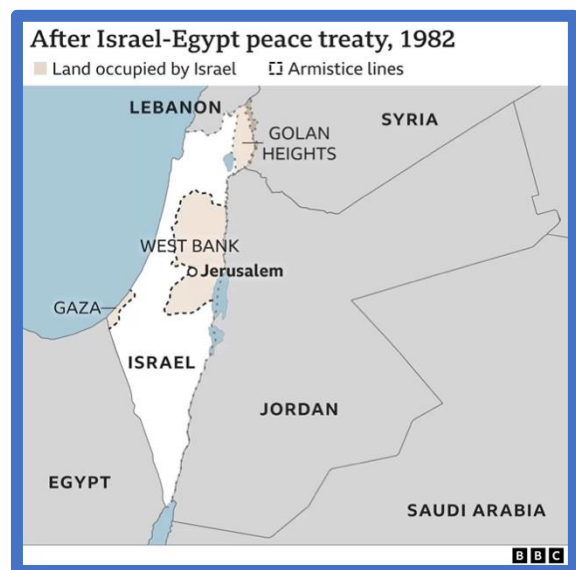 After Israel-Egypt peace treaty, 1982
Land occupied by Israel Armistice lines
LEBANON
SYRIA
GOLAN
HEIGHTS
WEST BANK
Jerusalem
GAZA
ISRAEL
JORDAN
EGYPT
SAUDI ARABIA
BBC